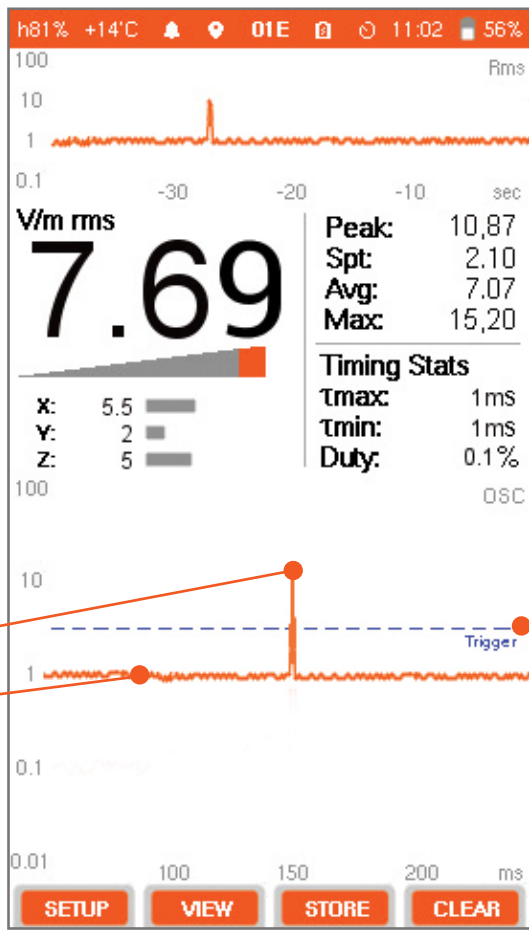 h81% +14'C 01E 11:02 56%
100 Rms
10
1
0.1 -30 -20 -10 sec
V/m rms
7.69
Peak: 10,87
Spt: 2.10
Avg: 7.07
Max: 15,20
Timing Stats
τmax: 1ms
τmin: 1ms
Duty: 0.1%
X: 5.5
Y: 2
Z: 5
100 OSC
10
Trigger
1
0.1
0.01 100 150 200 ms
SETUP VIEW STORE CLEAR